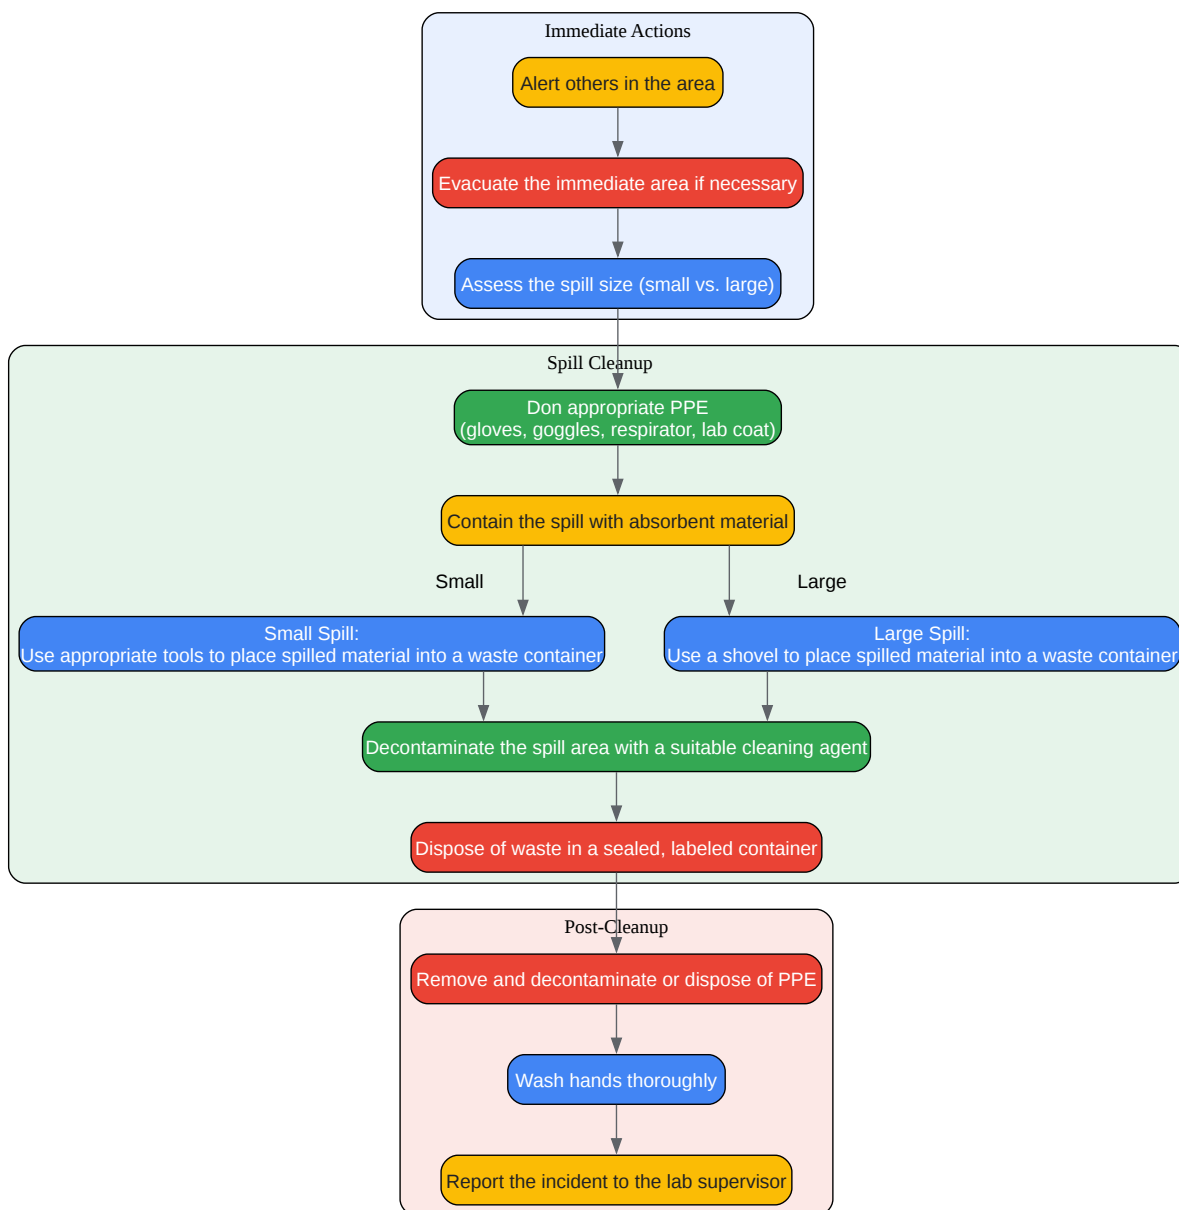 Immediate Actions
Alert others in the area
Evacuate the immediate area if necessary
Assess the spill size (small vs. large)
Spill Cleanup
Don appropriate PPE
(gloves, goggles, respirator, lab coat)
Contain the spill with absorbent material
Small
Large
Small Spill:
Use appropriate tools to place spilled material into a waste container
Large Spill:
Use a shovel to place spilled material into a waste container
Decontaminate the spill area with a suitable cleaning agent
Dispose of waste in a sealed, labeled container
Post-Cleanup
Remove and decontaminate or dispose of PPE
Wash hands thoroughly
Report the incident to the lab supervisor